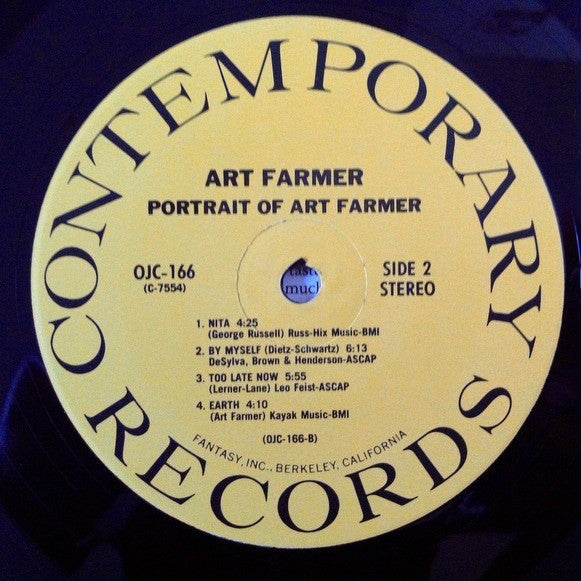 CONTEMPORARY RECORDS
ART FARMER
PORTRAIT OF ART FARMER
OJC-166
(C-7554)
SIDE 2
STEREO
much
1. NITA 4:25
(George Russell) Russ-Hix Music-BMI
2. BY MYSELF (Dietz-Schwartz) 6:13
DeSylva, Brown & Henderson-ASCAP
3. TOO LATE NOW 5:55
(Lerner-Lane) Leo Feist-ASCAP
4. EARTH 4:10
(Art Farmer) Kayak Music-BMI
(OJC-166-B)
FANTASY, INC., BERKELEY, CALIFORNIA